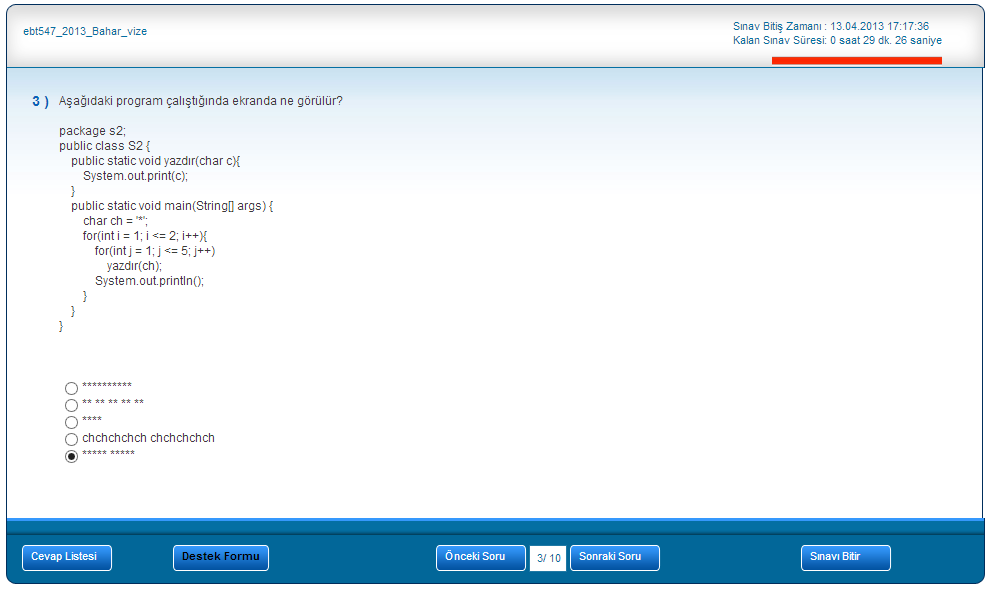 ebt547_2013_Bahar_vize
Sınav Bitiş Zamanı : 13.04.2013 17:17:36
Kalan Sınav Süresi: 0 saat 29 dk. 26 saniye
3 ) Aşağıdaki program çalıştığında ekranda ne görülür?
package s2;
public class S2 {
public static void yazdır(char c){
System.out.print(c);
}
public static void main(String[] args) {
char ch = '*';
for(int i = 1; i <= 2; i++){
for(int j = 1; j <= 5; j++)
yazdır(ch);
System.out.println();
}
}
}
**********
** ** ** ** **
****
chchchchch chchchchch
***** *****
Cevap Listesi
Destek Formu
Önceki Soru
3/ 10
Sonraki Soru
Sınavı Bitir